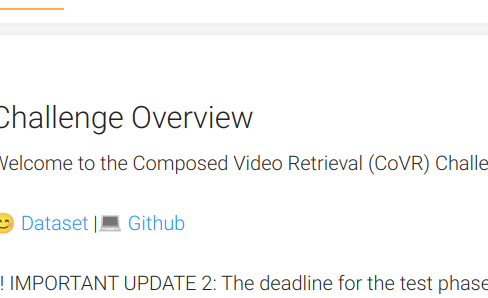 Challenge Overview
Welcome to the Composed Video Retrieval (CoVR) Challe
😊 Dataset |💻 Github
! IMPORTANT UPDATE 2: The deadline for the test phase